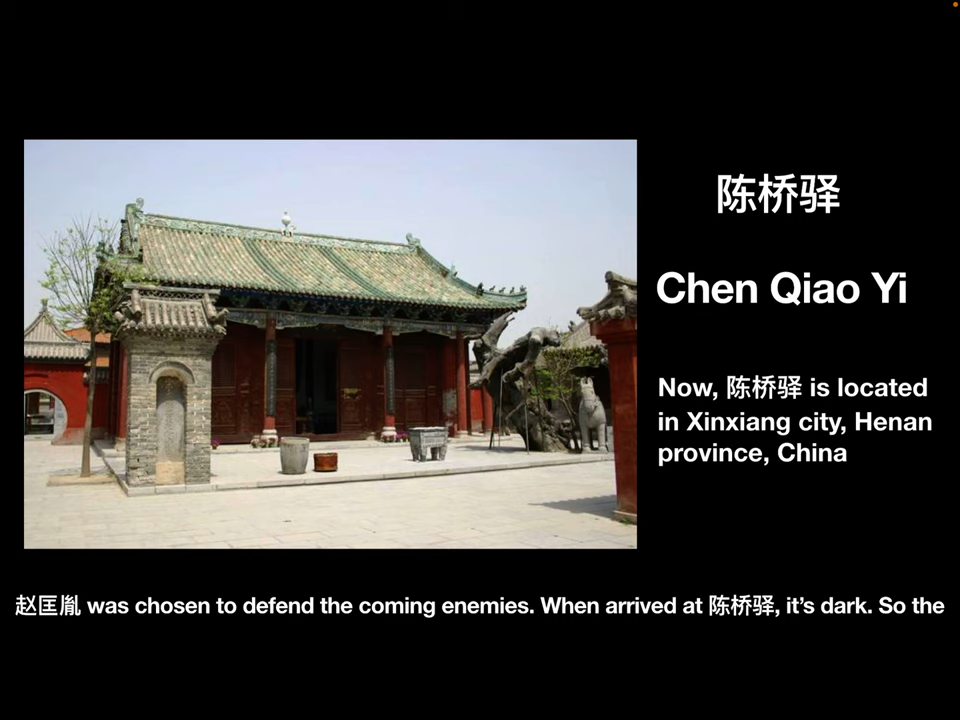 陈桥驿
Chen Qiao Yi
Now, 陈桥驿 is located
in Xinxiang city, Henan
province, China
赵匡胤 was chosen to defend the coming enemies. When arrived at 陈桥驿, it’s dark. So the